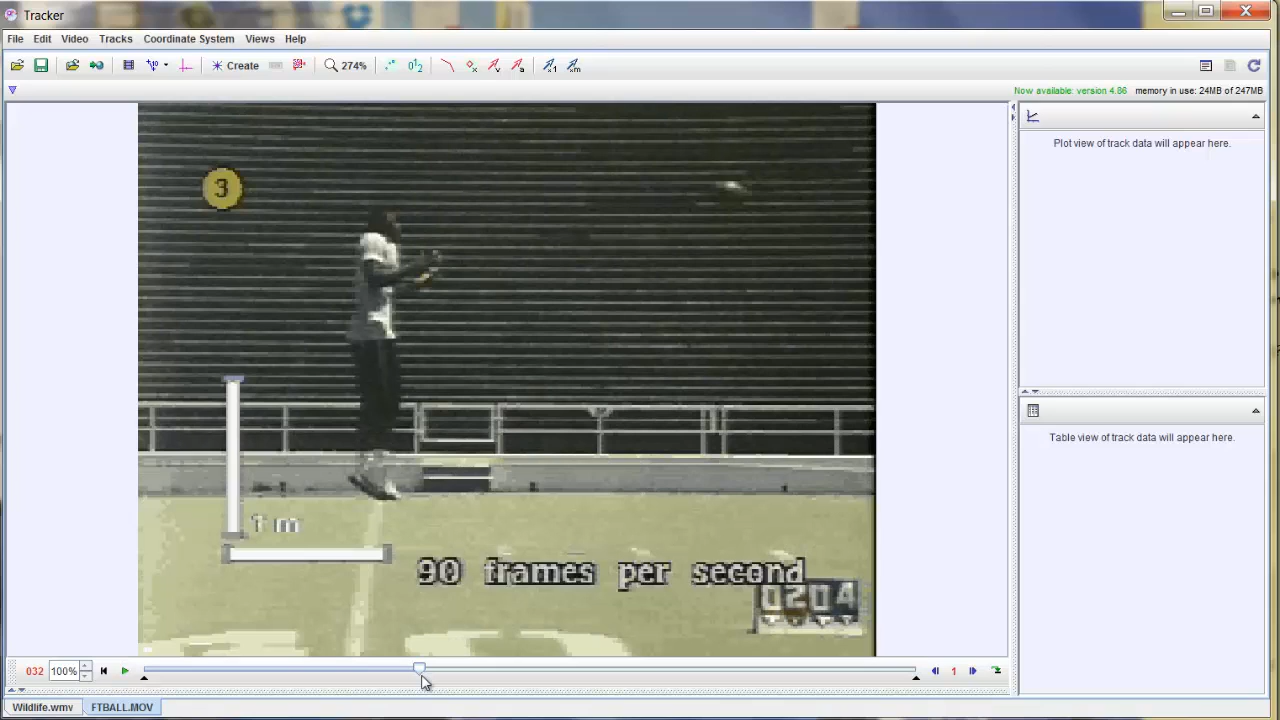 Tracker
File Edit Video Tracks Coordinate System Views Help
Create 274%
Now available: version 4.86 memory in use: 24MB of 247MB
Plot view of track data will appear here.
3
Table view of track data will appear here.
1 m
90 frames per second
0204
032 100% 1
Wildlife.wmv FTBALL.MOV